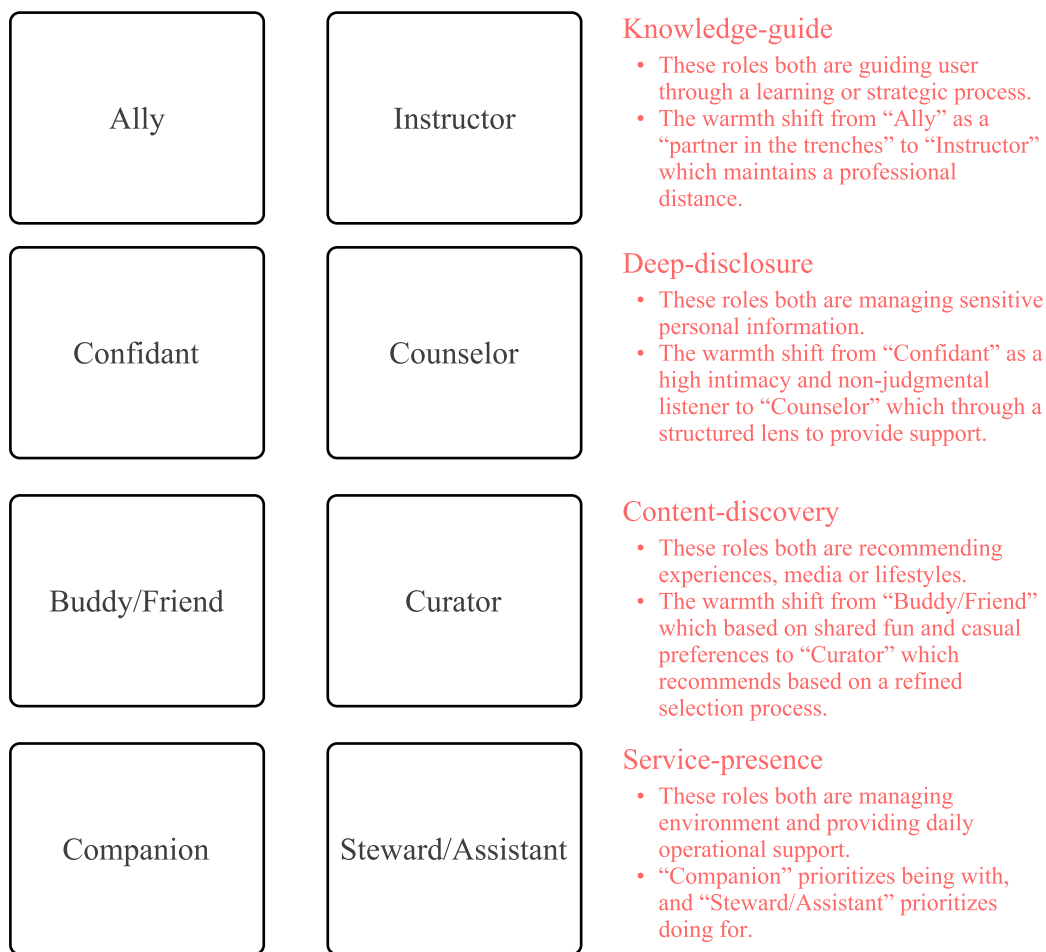 Ally
Instructor
Knowledge-guide
• These roles both are guiding user
through a learning or strategic process.
• The warmth shift from “Ally” as a
“partner in the trenches” to “Instructor”
which maintains a professional
distance.
Confidant
Counselor
Deep-disclosure
• These roles both are managing sensitive
personal information.
• The warmth shift from “Confidant” as a
high intimacy and non-judgmental
listener to “Counselor” which through a
structured lens to provide support.
Buddy/Friend
Curator
Content-discovery
• These roles both are recommending
experiences, media or lifestyles.
• The warmth shift from “Buddy/Friend”
which based on shared fun and casual
preferences to “Curator” which
recommends based on a refined
selection process.
Companion
Steward/Assistant
Service-presence
• These roles both are managing
environment and providing daily
operational support.
• “Companion” prioritizes being with,
and “Steward/Assistant” prioritizes
doing for.